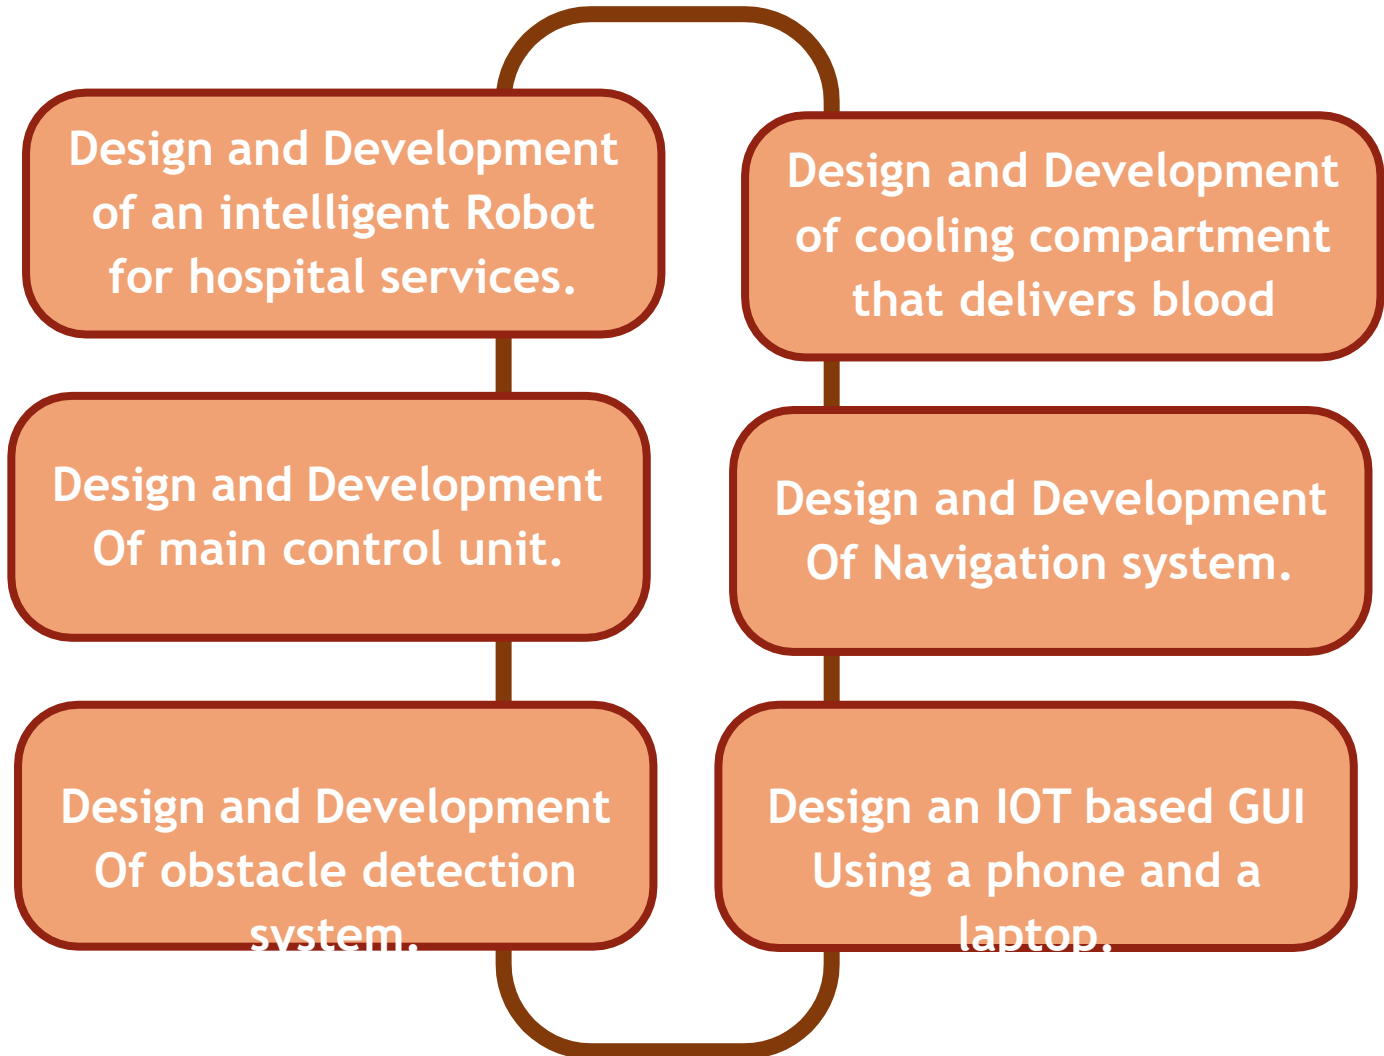 Design and Development
of an intelligent Robot
for hospital services.
Design and Development
Of main control unit.
Design and Development
Of obstacle detection
system.
Design and Development
of cooling compartment
that delivers blood
Design and Development
Of Navigation system.
Design an IOT based GUI
Using a phone and a
laptop.